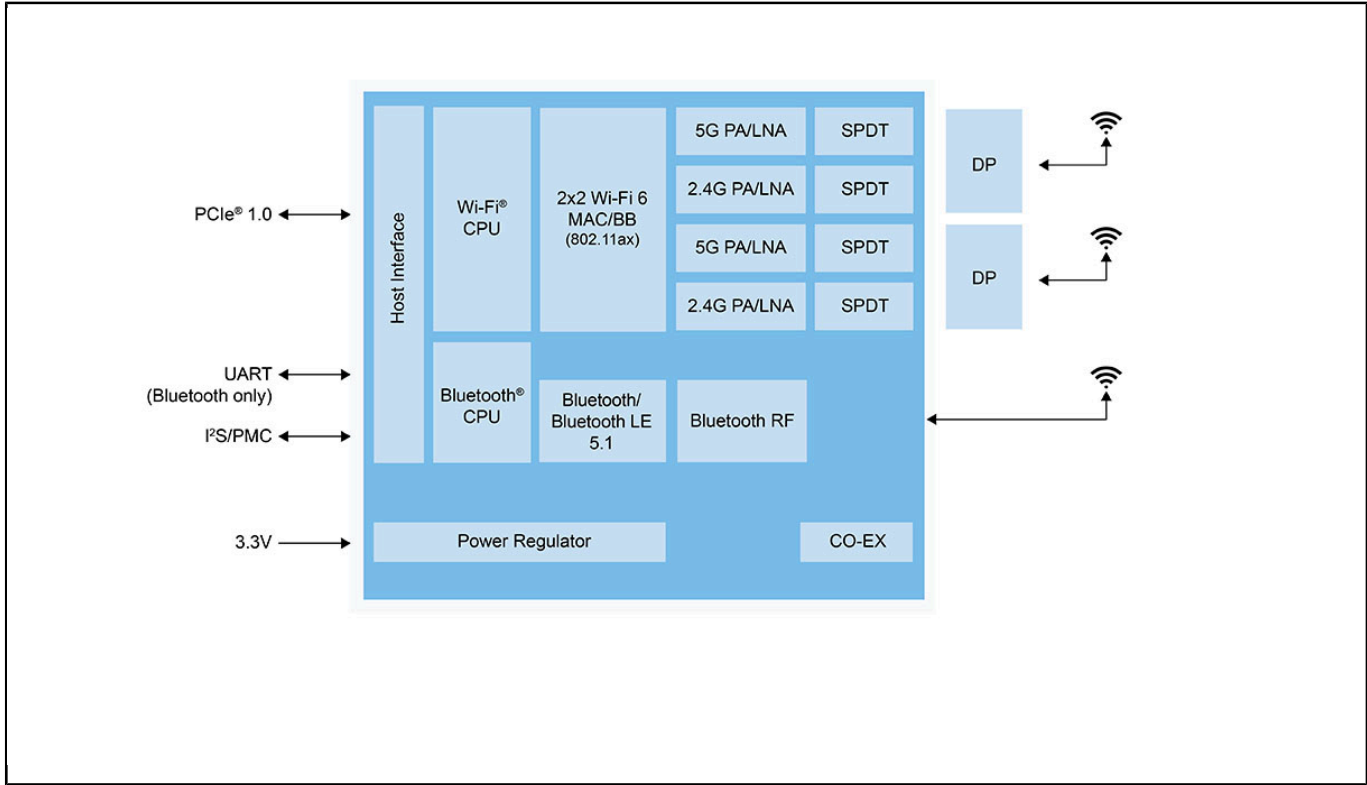 PCIe® 1.0
UART
(Bluetooth only)
I²S/PMC
3.3V
Host Interface
Wi-Fi®
CPU
Bluetooth®
CPU
2x2 Wi-Fi 6
MAC/BB
(802.11ax)
Bluetooth/
Bluetooth LE
5.1
5G PA/LNA
SPDT
2.4G PA/LNA
SPDT
5G PA/LNA
SPDT
2.4G PA/LNA
SPDT
Bluetooth RF
Power Regulator
CO-EX
DP
DP